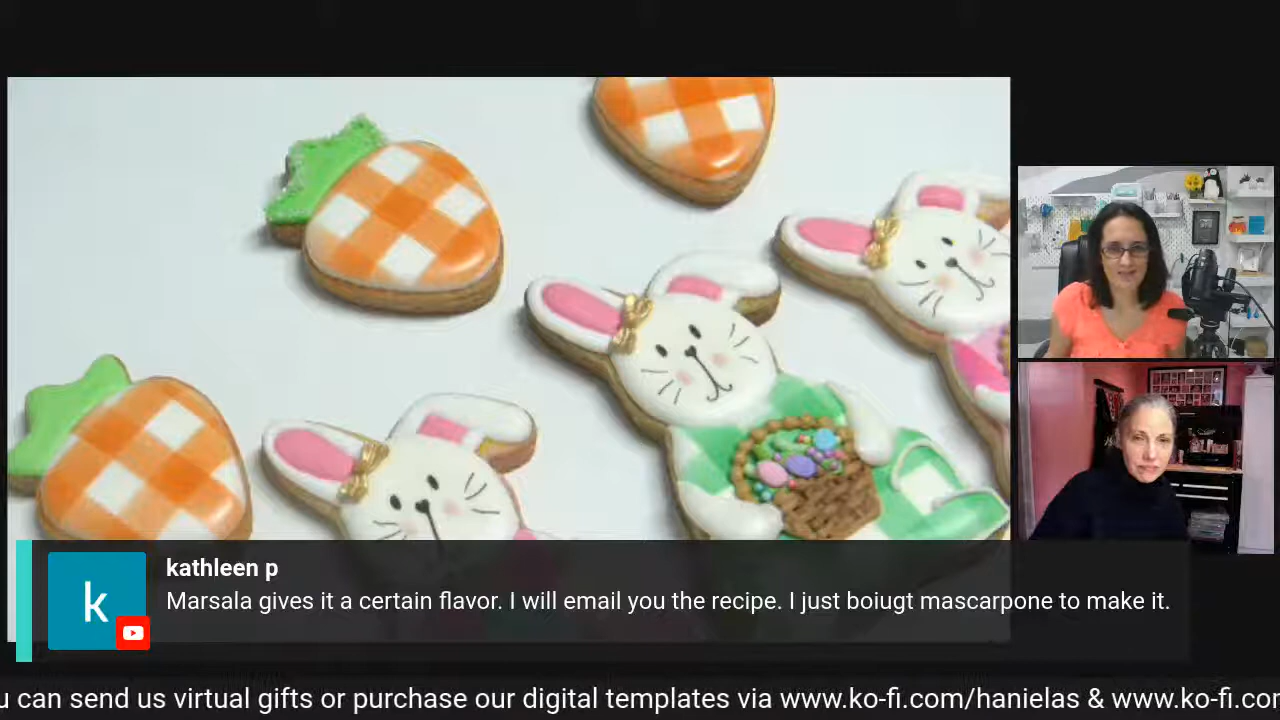 kathleen p
k
Marsala gives it a certain flavor. I will email you the recipe. I just boiugt mascarpone to make it.
can send us virtual gifts or purchase our digital templates via www.ko-fi.com/hanielas & www.ko-fi.co